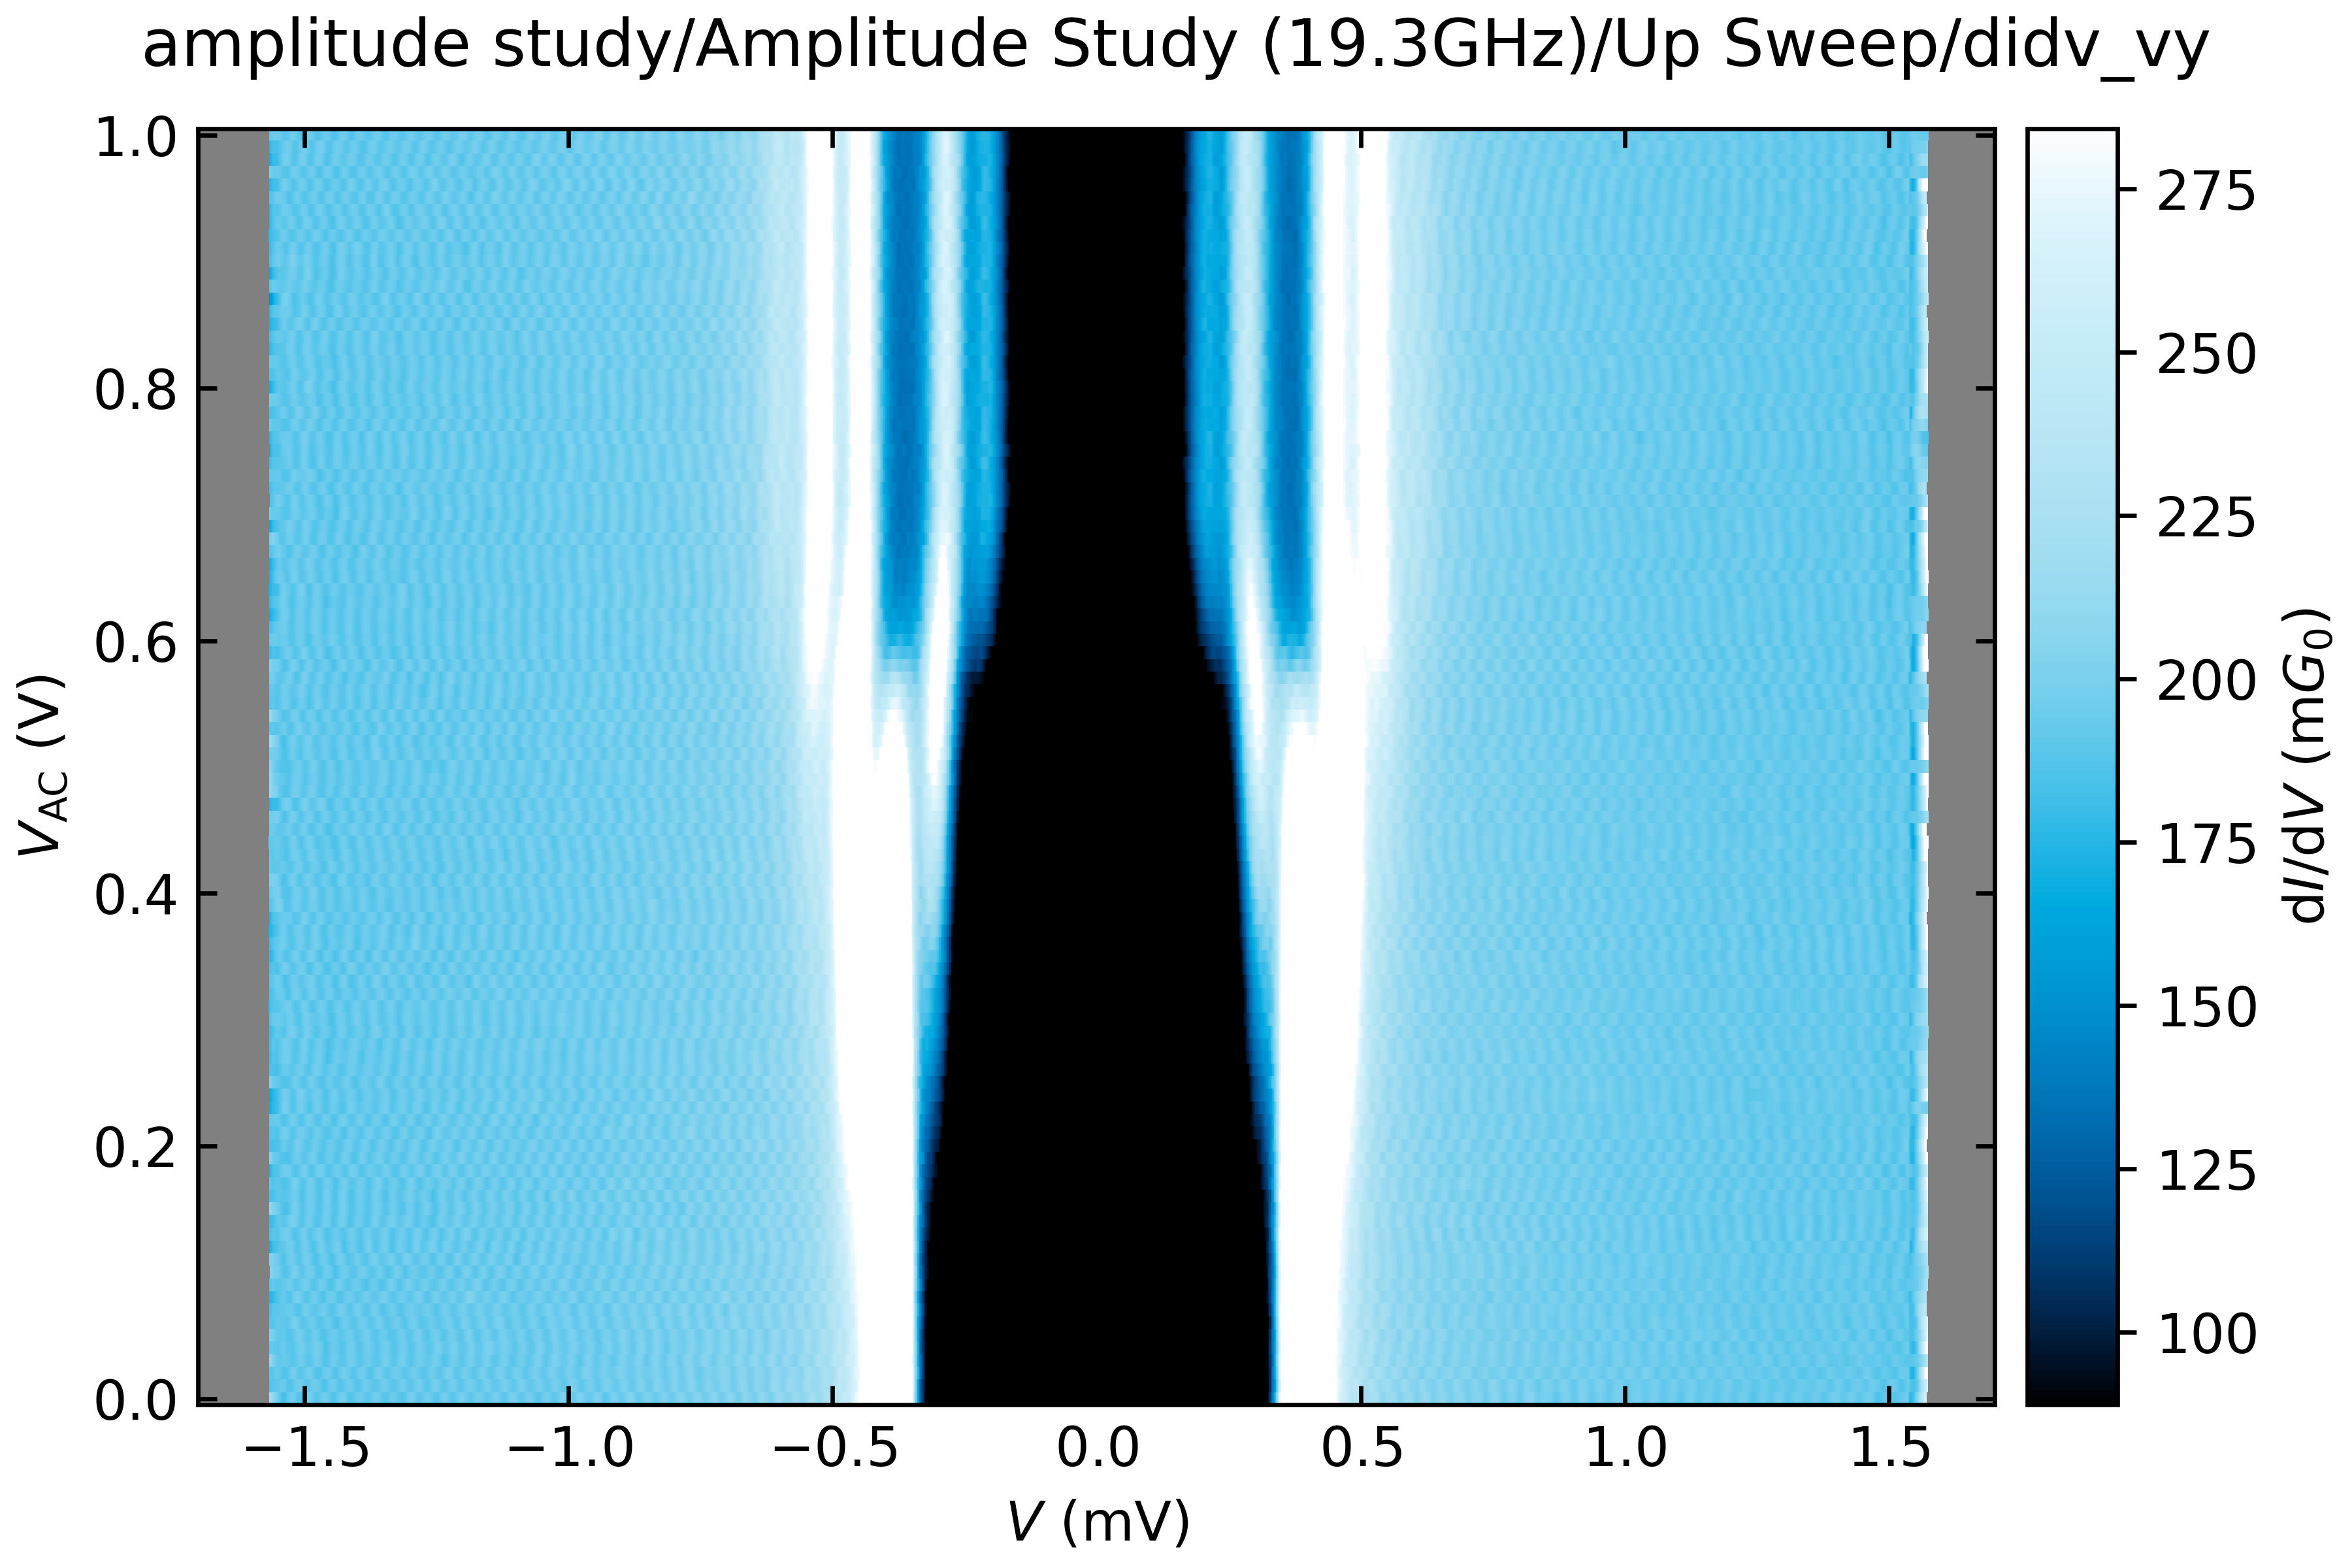 amplitude study/Amplitude Study (19.3GHz)/Up Sweep/didv_vy
1.0
0.8
0.6
0.4
0.2
0.0
V_AC (V)
−1.5 −1.0 −0.5 0.0 0.5 1.0 1.5
V (mV)
275
250
225
200
175
150
125
100
dI/dV (mG₀)